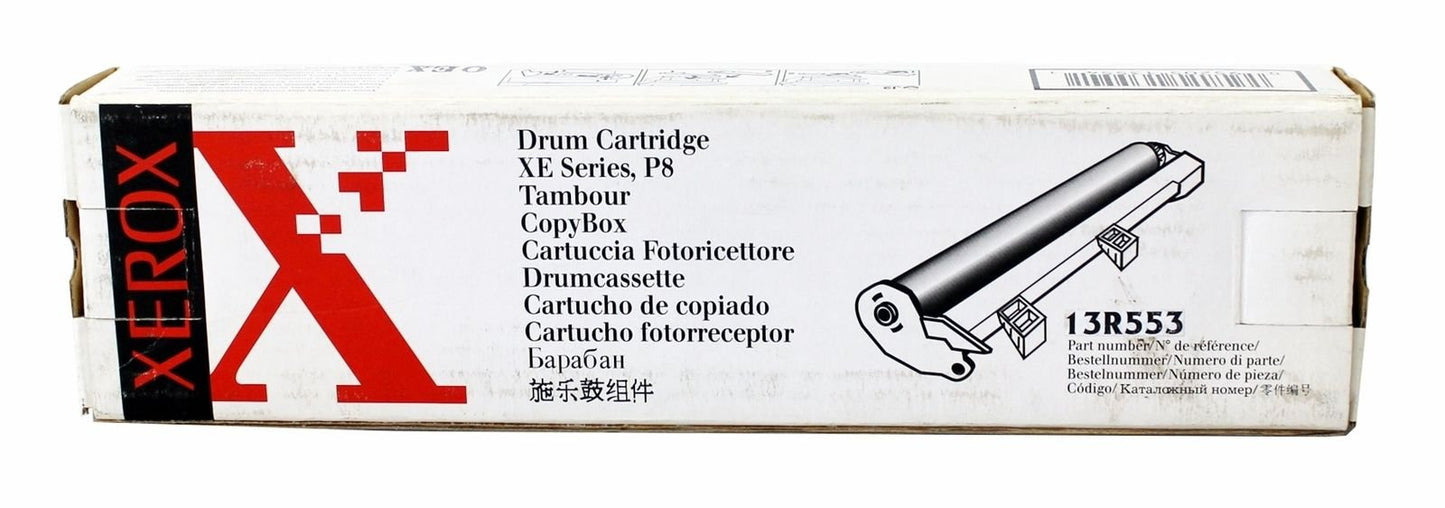 XEROX
Drum Cartridge
XE Series, P8
Tambour
CopyBox
Cartuccia Fotoricettore
Drumcassette
Cartucho de copiado
Cartucho fotorreceptor
Барабан
施乐鼓组件
13R553
Part number/N° de référence/
Bestellnummer/Numero di parte/
Bestelnummer/Número de pieza/
Código/Каталожный номер/零件编号